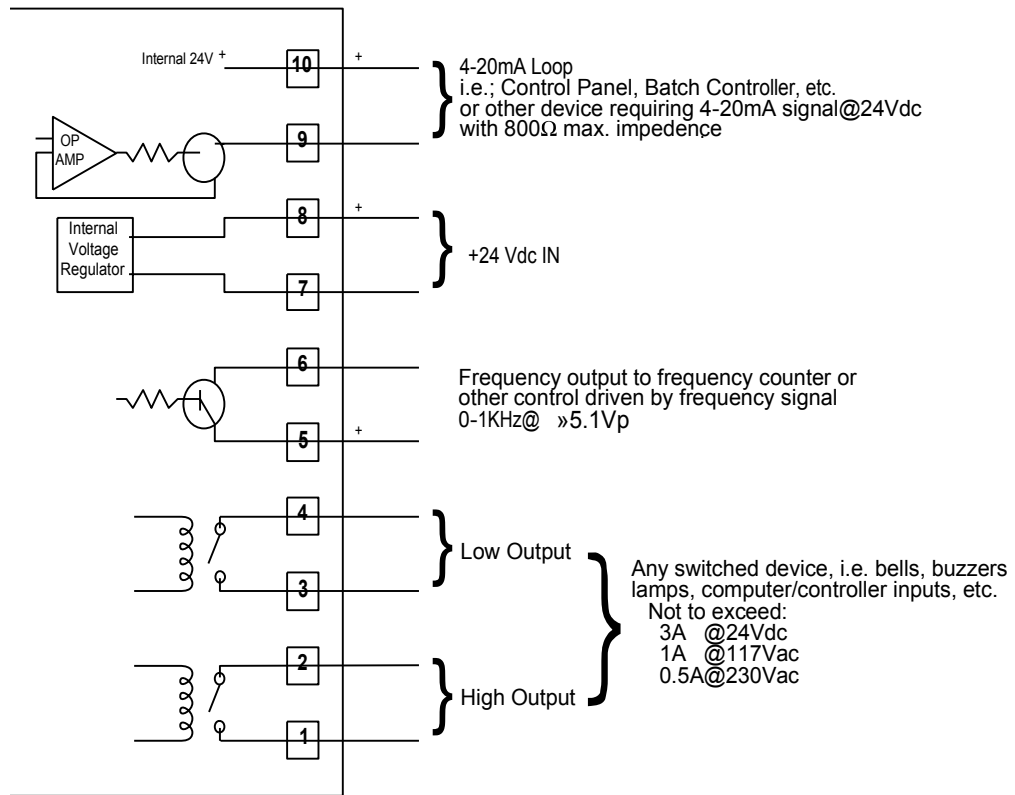 Internal 24V +
10
+
4-20mA Loop
i.e.; Control Panel, Batch Controller, etc.
or other device requiring 4-20mA signal@24Vdc
with 800Ω max. impedence
OP
AMP
9
8
+
Internal
Voltage
Regulator
+24 Vdc IN
7
6
Frequency output to frequency counter or
other control driven by frequency signal
0-1KHz@ »5.1Vp
5
+
4
Low Output
3
Any switched device, i.e. bells, buzzers
lamps, computer/controller inputs, etc.
Not to exceed:
3A @24Vdc
1A @117Vac
0.5A@230Vac
2
High Output
1